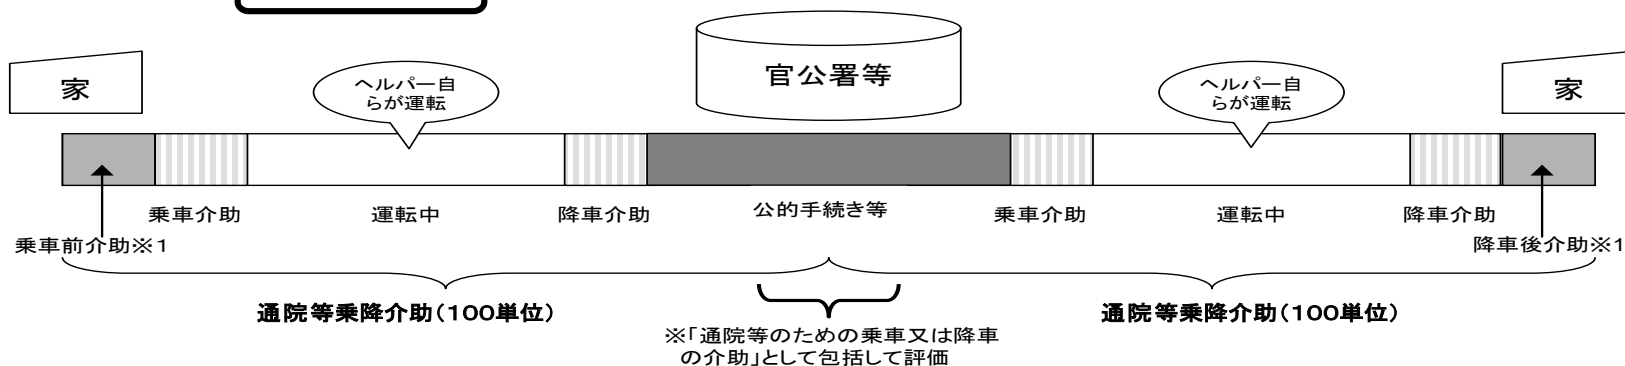 官公署等
家
ヘルパー自
らが運転
ヘルパー自
らが運転
家
乗車介助
運転中
降車介助
公的手続き等
乗車介助
運転中
降車介助
乗車前介助※1
降車後介助※1
通院等乗降介助(100単位)
通院等乗降介助(100単位)
※「通院等のための乗車又は降車
の介助」として包括して評価